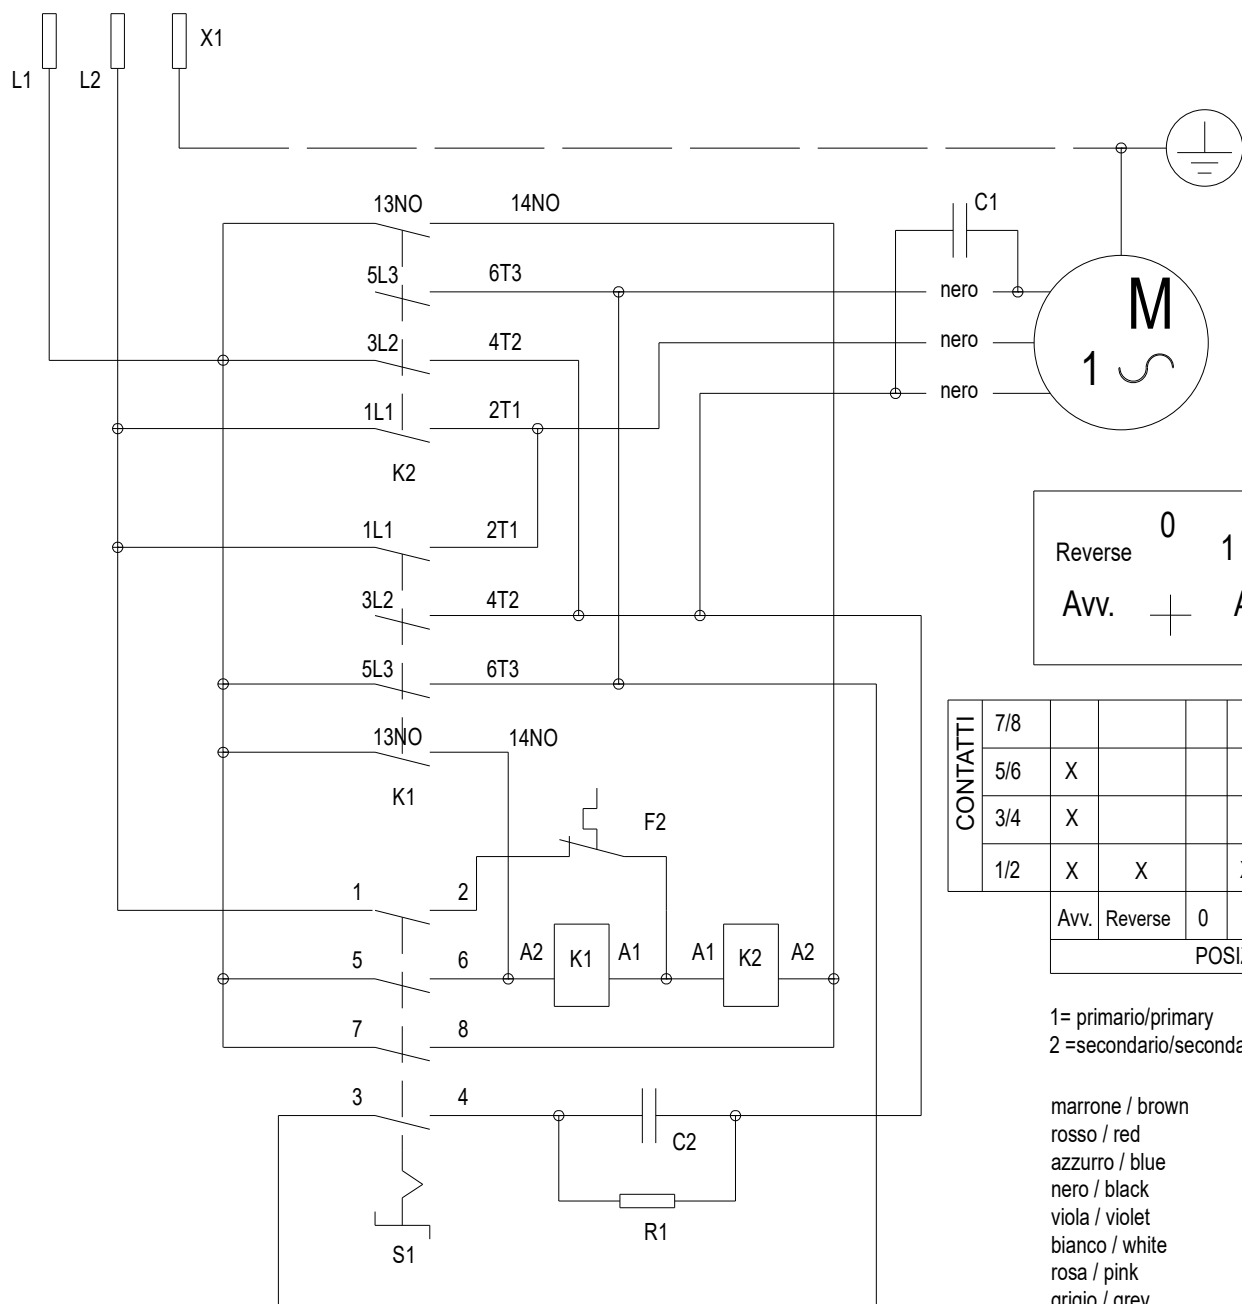 X1
L1
L2
13NO 14NO
C1
5L3 6T3
nero
M
3L2 4T2
nero
1
1L1 2T1
nero
K2
1L1 2T1
3L2 4T2
5L3 6T3
13NO 14NO
K1
F2
1 2
5 6 A2 K1 A1 A1 K2 A2
7 8
3 4
C2
R1
S1
0
Reverse 1
Avv.
CONTATTI
7/8
5/6 X
3/4 X
1/2 X X
Avv. Reverse 0
1= primario/primary
marrone / brown
rosso / red
azzurro / blue
nero / black
viola / violet
bianco / white
rosa / pink
grigio / grey